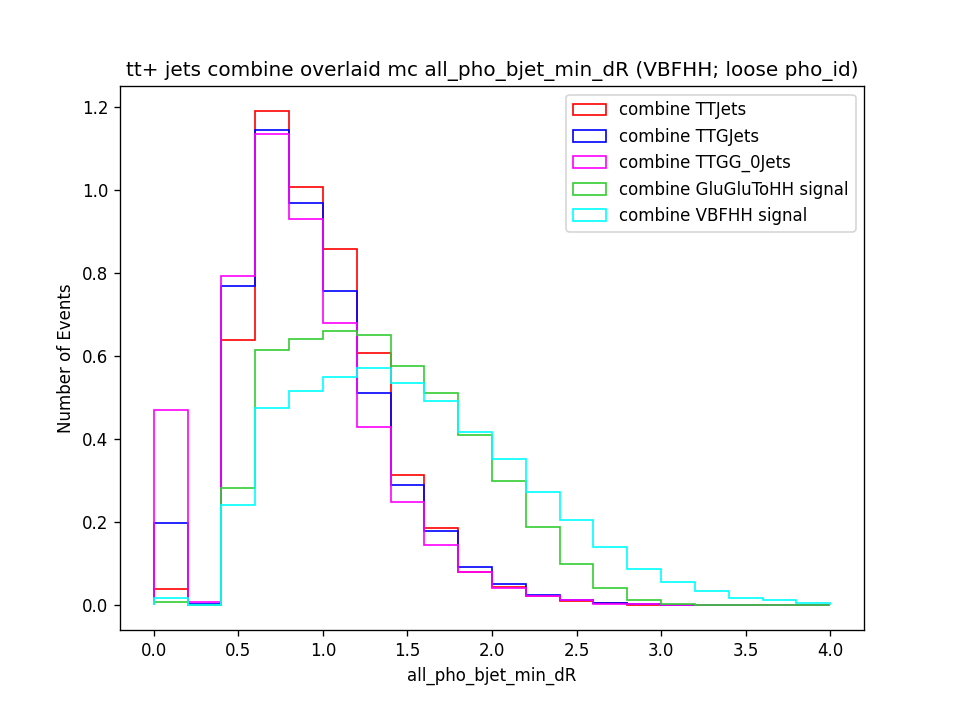 tt+ jets combine overlaid mc all_pho_bjet_min_dR (VBFHH; loose pho_id)
combine TTJets
combine TTGJets
combine TTGG_0Jets
combine GluGluToHH signal
combine VBFHH signal
Number of Events
1.2
1.0
0.8
0.6
0.4
0.2
0.0
0.0 0.5 1.0 1.5 2.0 2.5 3.0 3.5 4.0
all_pho_bjet_min_dR